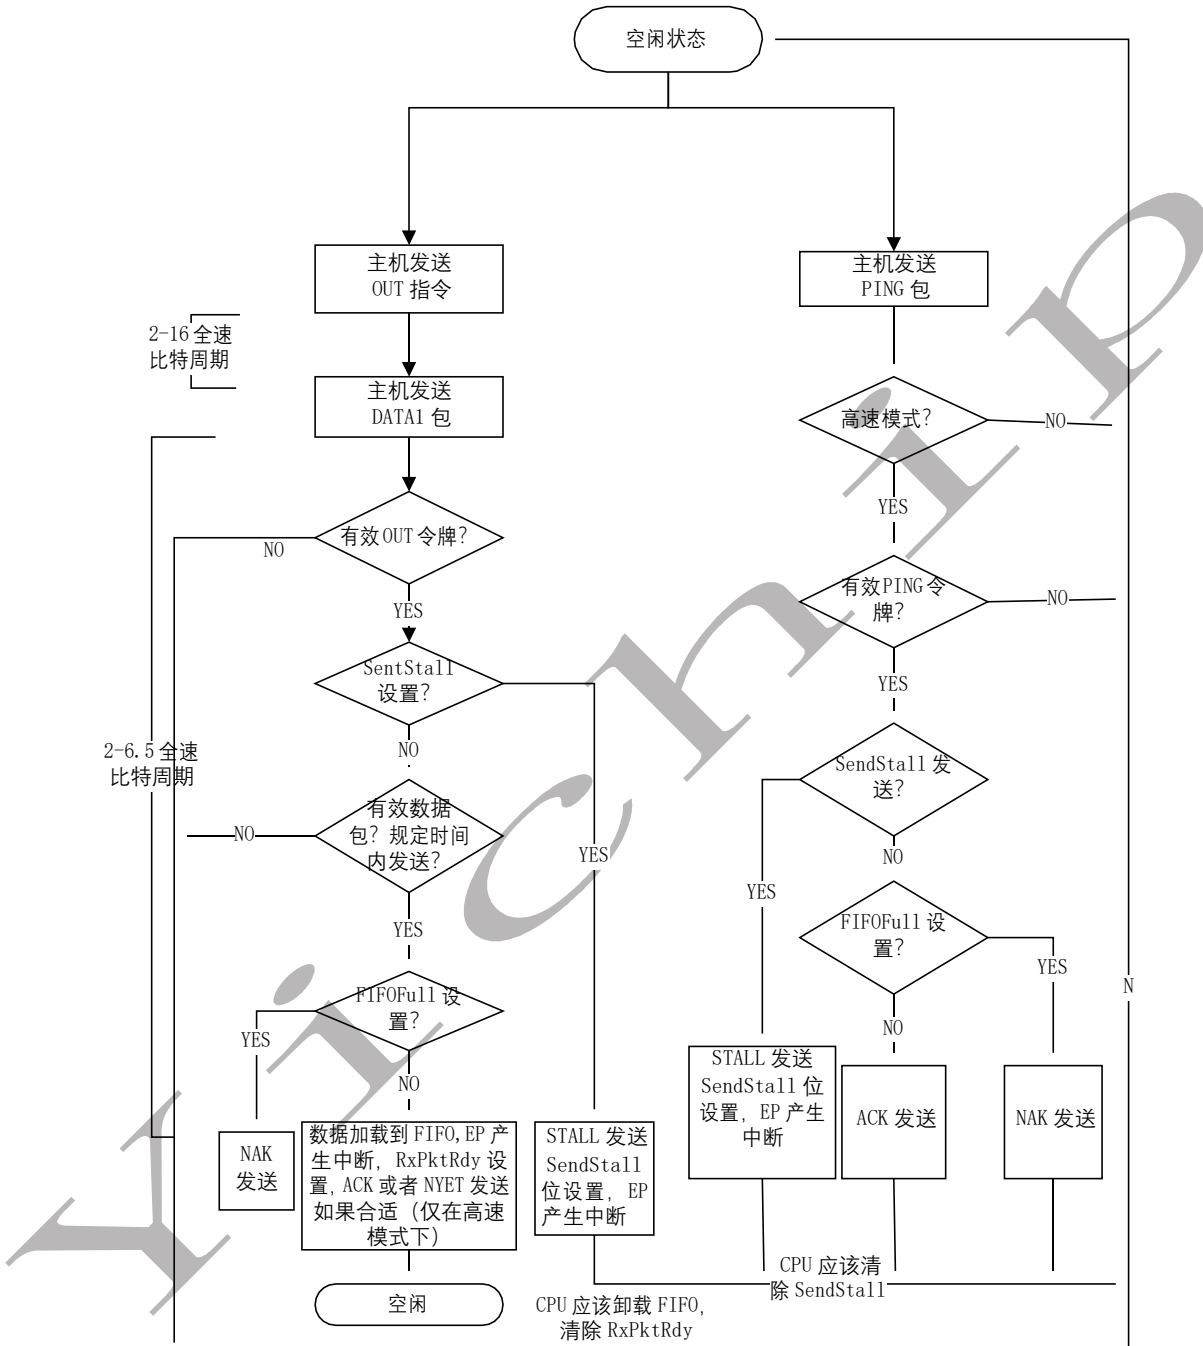 空闲状态
主机发送
OUT 指令
2-16 全速
比特周期
主机发送
DATA1 包
有效OUT 令牌?
NO
YES
SentStall
设置?
NO
YES
2-6.5 全速
比特周期
有效数据
包? 规定时间
内发送?
NO
YES
FIFOFull 设
置?
YES
NO
NAK
发送
数据加载到 FIFO, EP 产
生中断, RxPktRdy 设
置, ACK 或者 NYET 发送
如果合适（仅在高速
模式下）
STALL 发送
SendStall
位设置, EP
产生中断
空闲
CPU 应该卸载 FIFO,
清除 RxPktRdy
主机发送
PING 包
高速模式?
NO
YES
有效PING 令
牌?
NO
YES
SendStall 发
送?
YES
NO
FIFOFull 设
置?
YES
NO
N
STALL 发送
SendStall 位
设置, EP 产生
中断
ACK 发送
NAK 发送
CPU 应该清
除 SendStall
Yichip